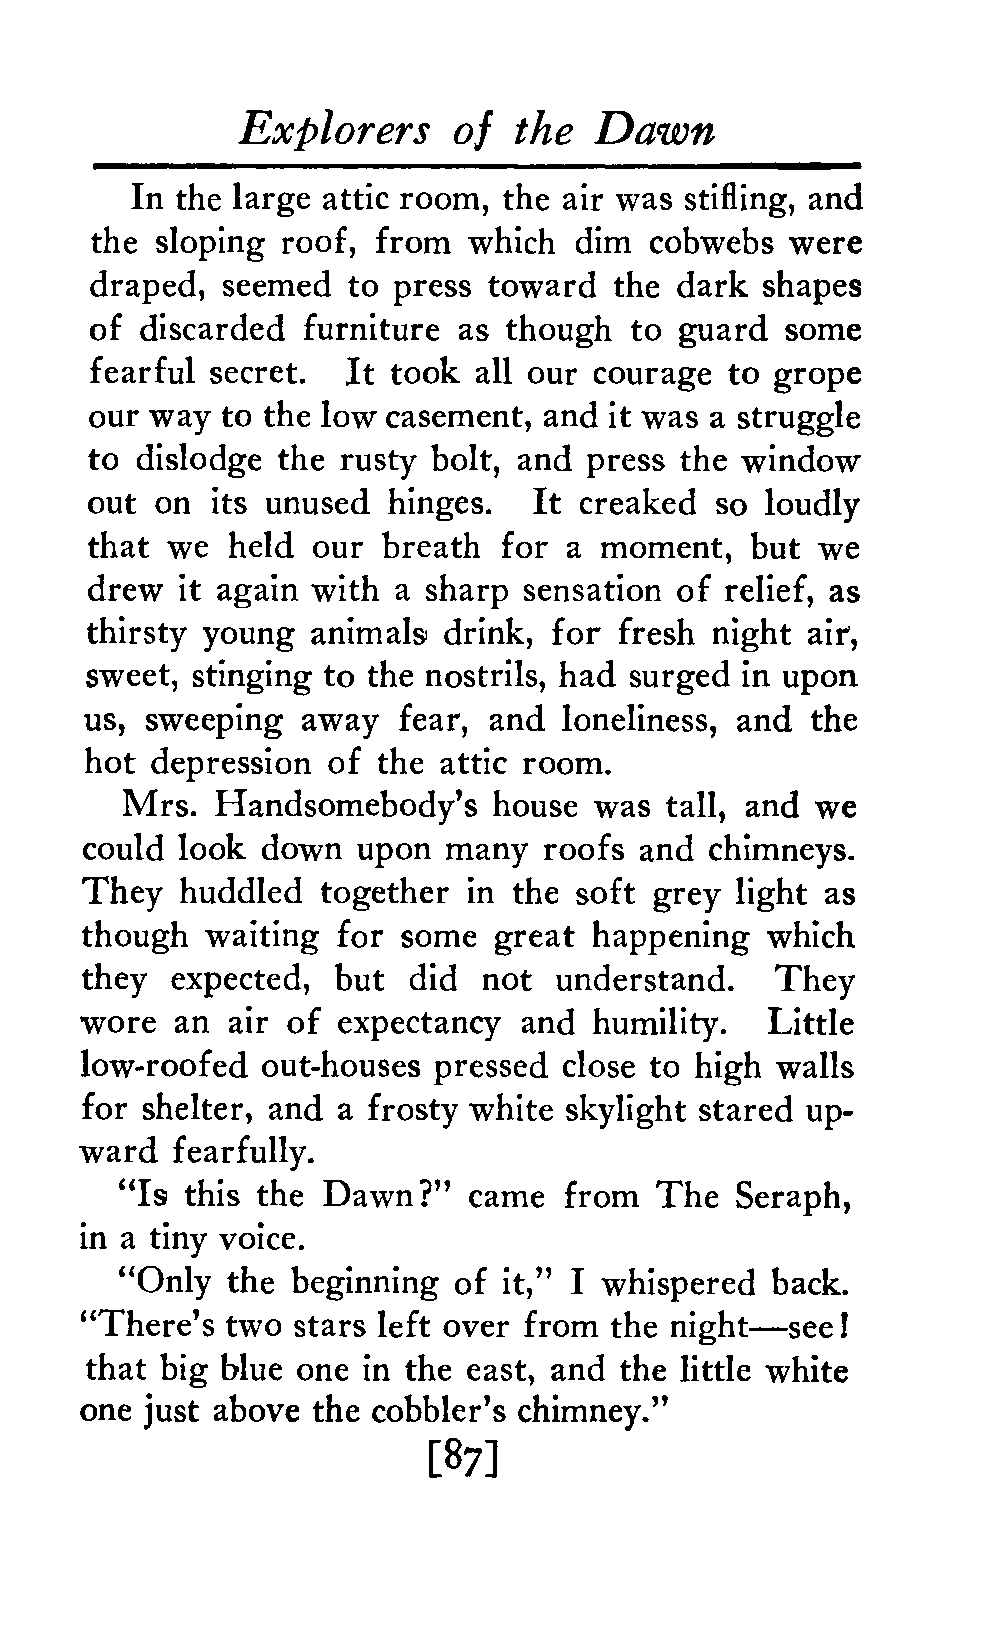 Explorers of the Dawn
In the large attic room, the air was stifling, and
the sloping roof, from which dim cobwebs were
draped, seemed to press toward the dark shapes
of discarded furniture as though to guard some
fearful secret. It took all our courage to grope
our way to the low casement, and it was a struggle
to dislodge the rusty bolt, and press the window
out on its unused hinges. It creaked so loudly
that we held our breath for a moment, but we
drew it again with a sharp sensation of relief, as
thirsty young animals drink, for fresh night air,
sweet, stinging to the nostrils, had surged in upon
us, sweeping away fear, and loneliness, and the
hot depression of the attic room.
Mrs. Handsomebody's house was tall, and we
could look down upon many roofs and chimneys.
They huddled together in the soft grey light as
though waiting for some great happening which
they expected, but did not understand. They
wore an air of expectancy and humility. Little
low-roofed out-houses pressed close to high walls
for shelter, and a frosty white skylight stared up-
ward fearfully.
"Is this the Dawn?" came from The Seraph,
in a tiny voice.
"Only the beginning of it," I whispered back.
"There's two stars left over from the night—see!
that big blue one in the east, and the little white
one just above the cobbler's chimney."
[87]